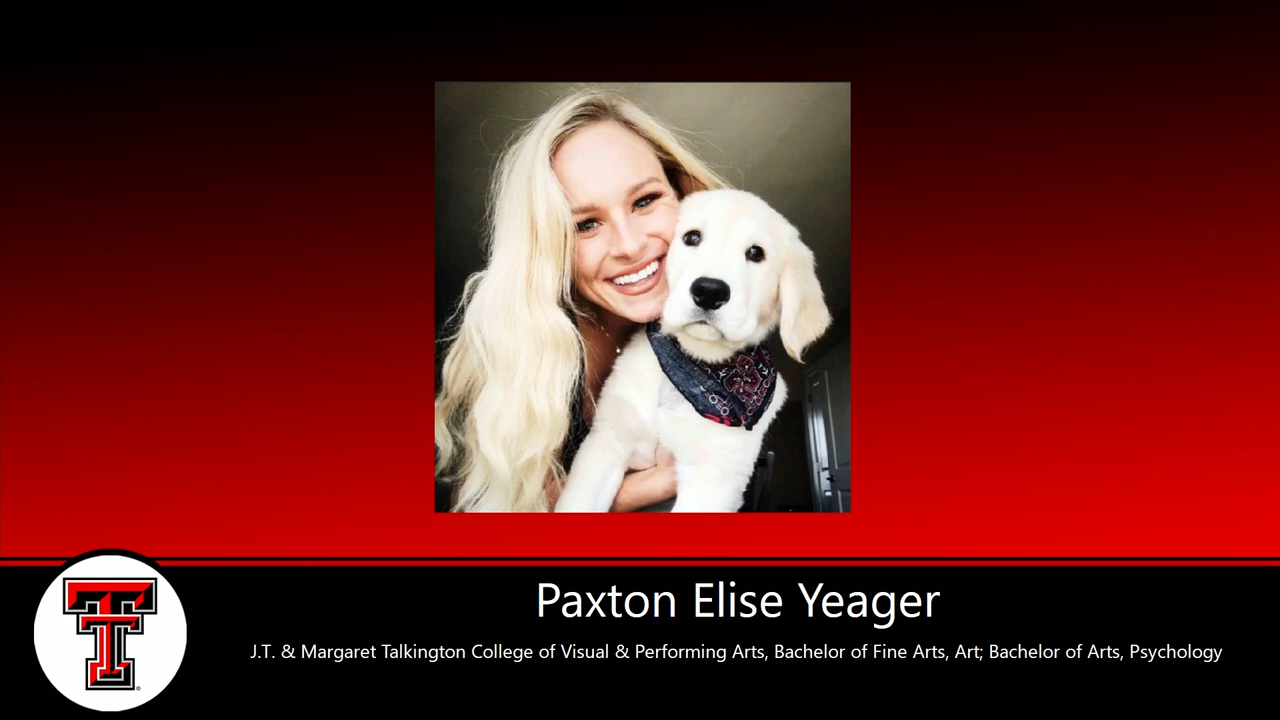 Paxton Elise Yeager
J.T. & Margaret Talkington College of Visual & Performing Arts, Bachelor of Fine Arts, Art; Bachelor of Arts, Psychology